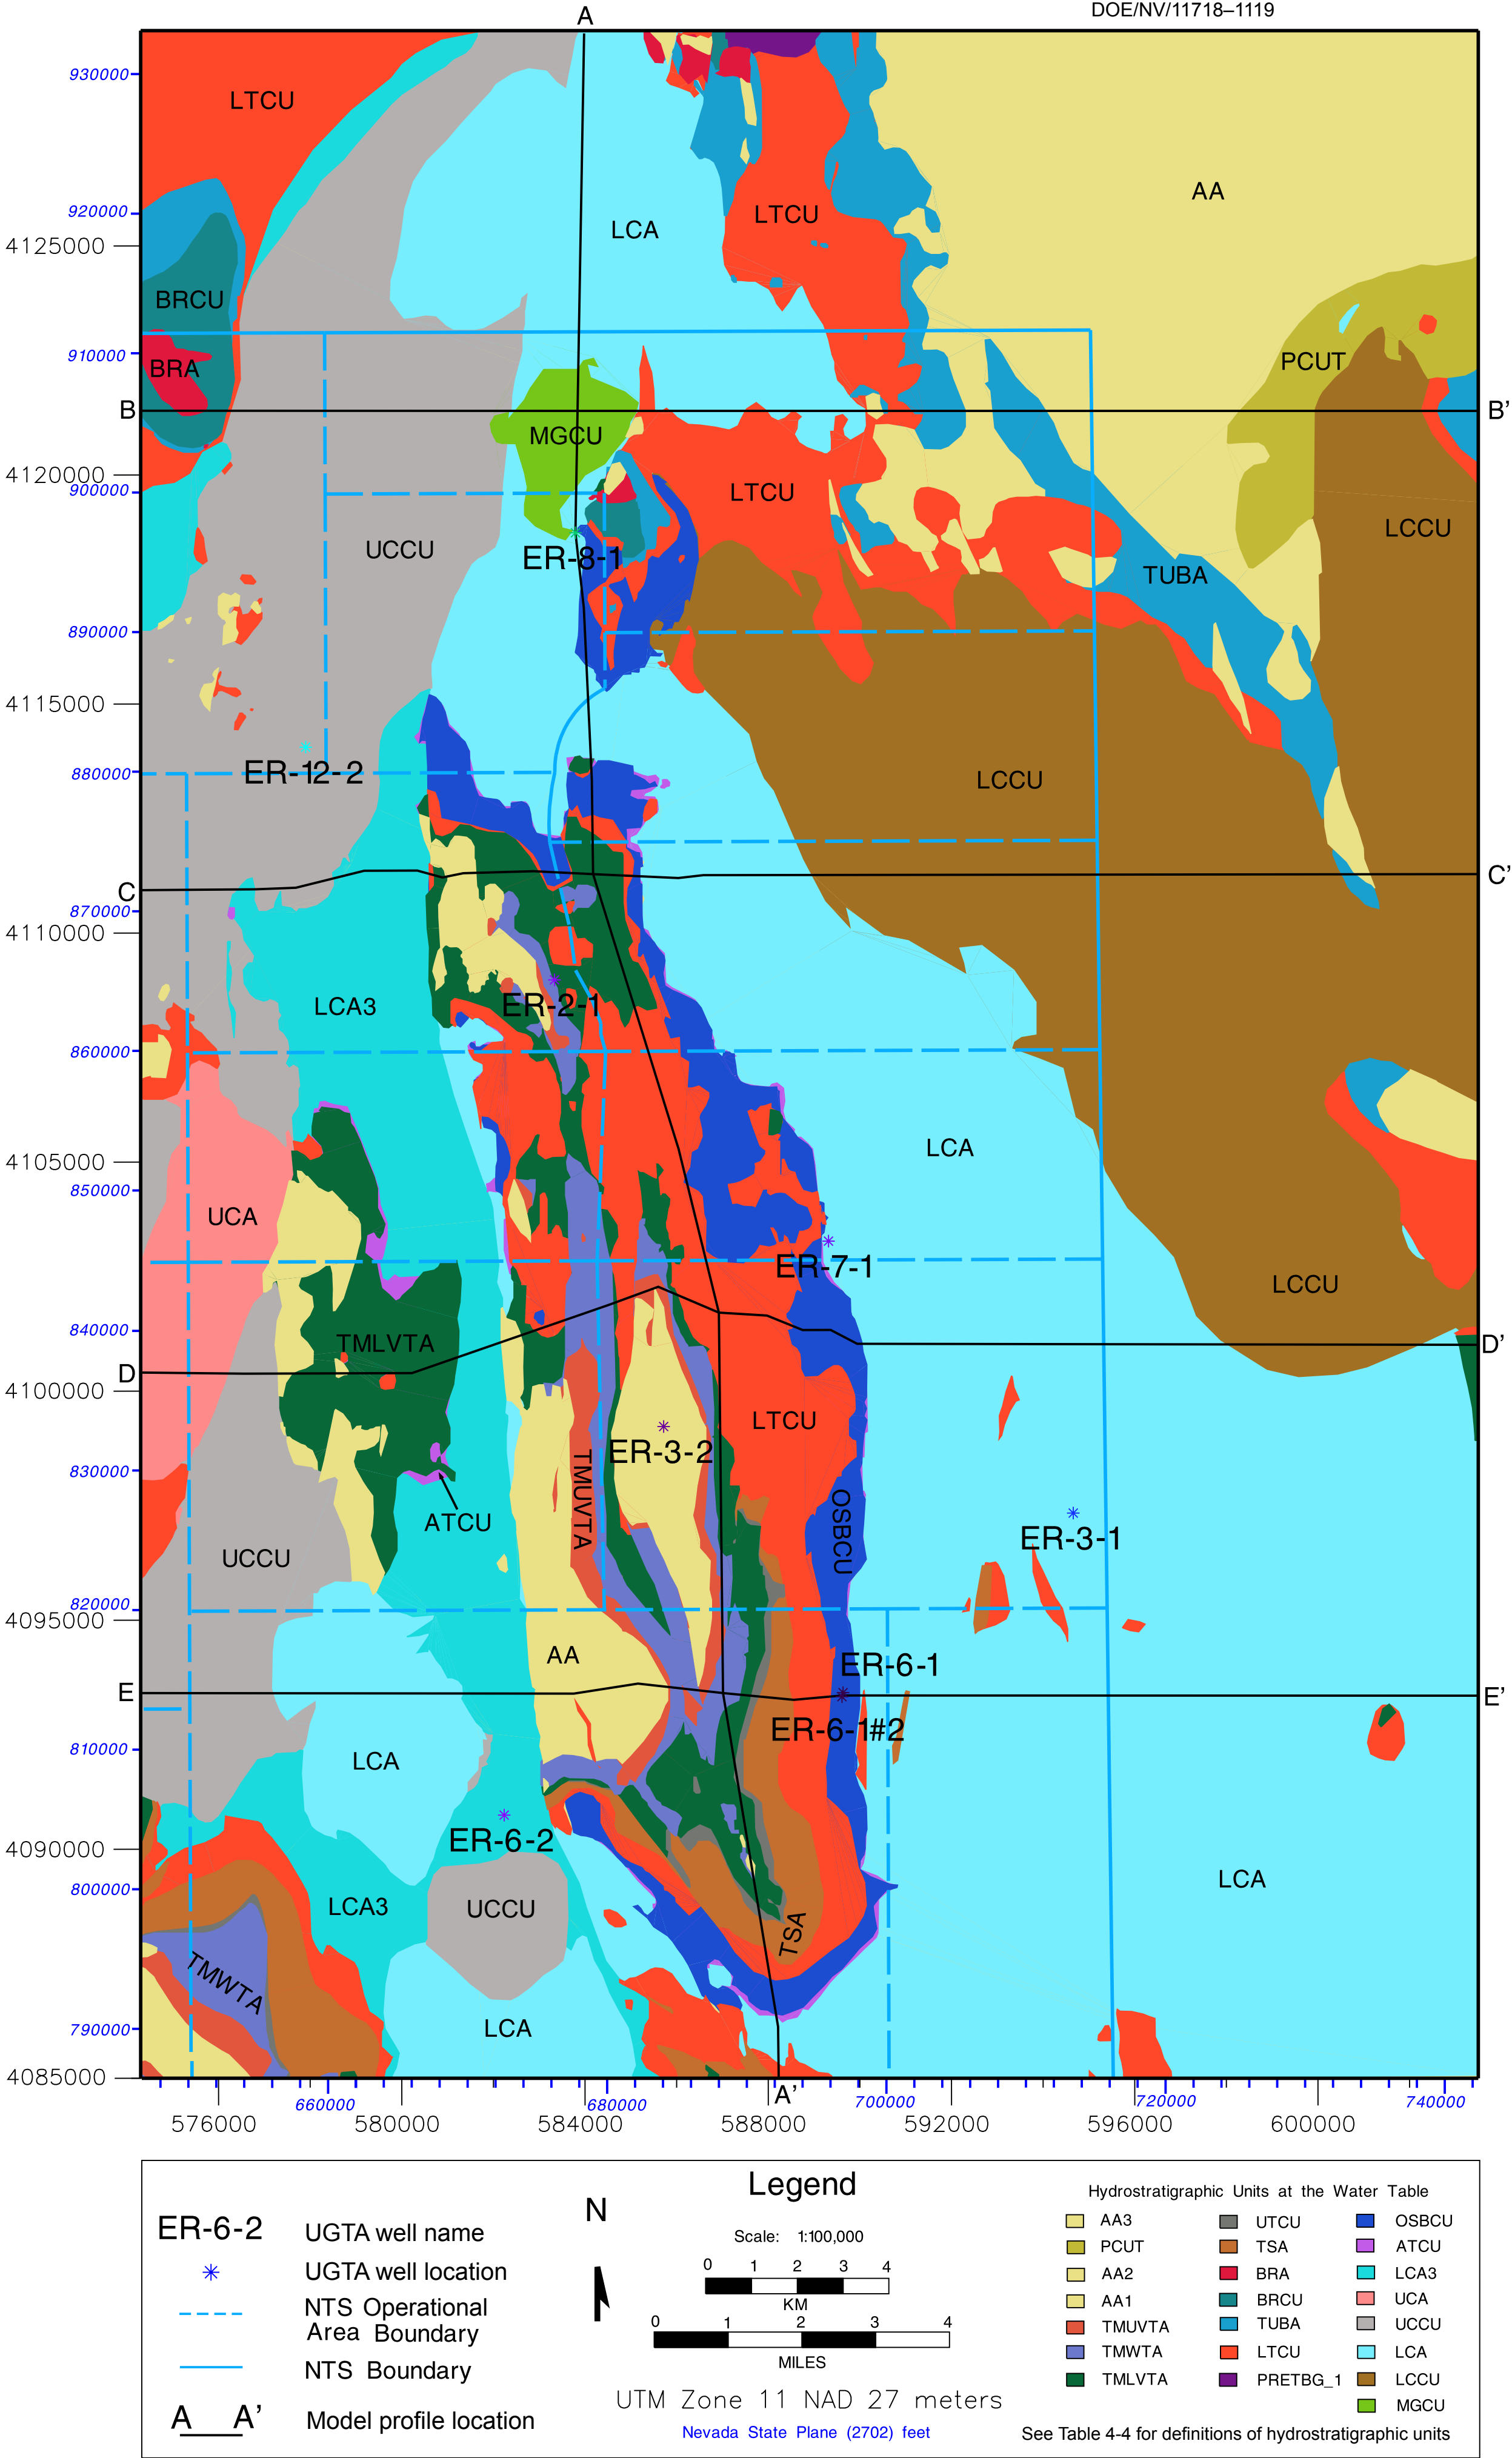 DOE/NV/11718–1119
A
930000
LTCU
AA
920000
LTCU
LCA
4125000
BRCU
910000
PCUT
BRA
B
B'
MGCU
4120000
900000
LTCU
LCCU
UCCU
ER-8-1
TUBA
890000
4115000
ER-12-2
880000
LCCU
C
C'
870000
4110000
LCA3
ER-2-1
860000
LCA
4105000
850000
UCA
ER-7-1
LCCU
840000
TMLVTA
D
D'
4100000
LTCU
ER-3-2
830000
TMUVTA
OSBCU
ATCU
ER-3-1
UCCU
820000
4095000
AA
ER-6-1
E
E'
ER-6-1#2
810000
LCA
ER-6-2
4090000
LCA
800000
LCA3
UCCU
TSA
TMWTA
LCA
790000
4085000
A'
660000
680000
700000
720000
740000
576000
580000
584000
588000
592000
596000
600000
Legend
ER-6-2
UGTA well name
UGTA well location
NTS Operational
Area Boundary
NTS Boundary
A A'
Model profile location
N
Scale: 1:100,000
0 1 2 3 4
KM
0 1 2 3 4
MILES
UTM Zone 11 NAD 27 meters
Nevada State Plane (2702) feet
Hydrostratigraphic Units at the Water Table
AA3
PCUT
AA2
AA1
TMUVTA
TMWTA
TMLVTA
UTCU
TSA
BRA
BRCU
TUBA
LTCU
PRETBG_1
OSBCU
ATCU
LCA3
UCA
UCCU
LCA
LCCU
MGCU
See Table 4-4 for definitions of hydrostratigraphic units